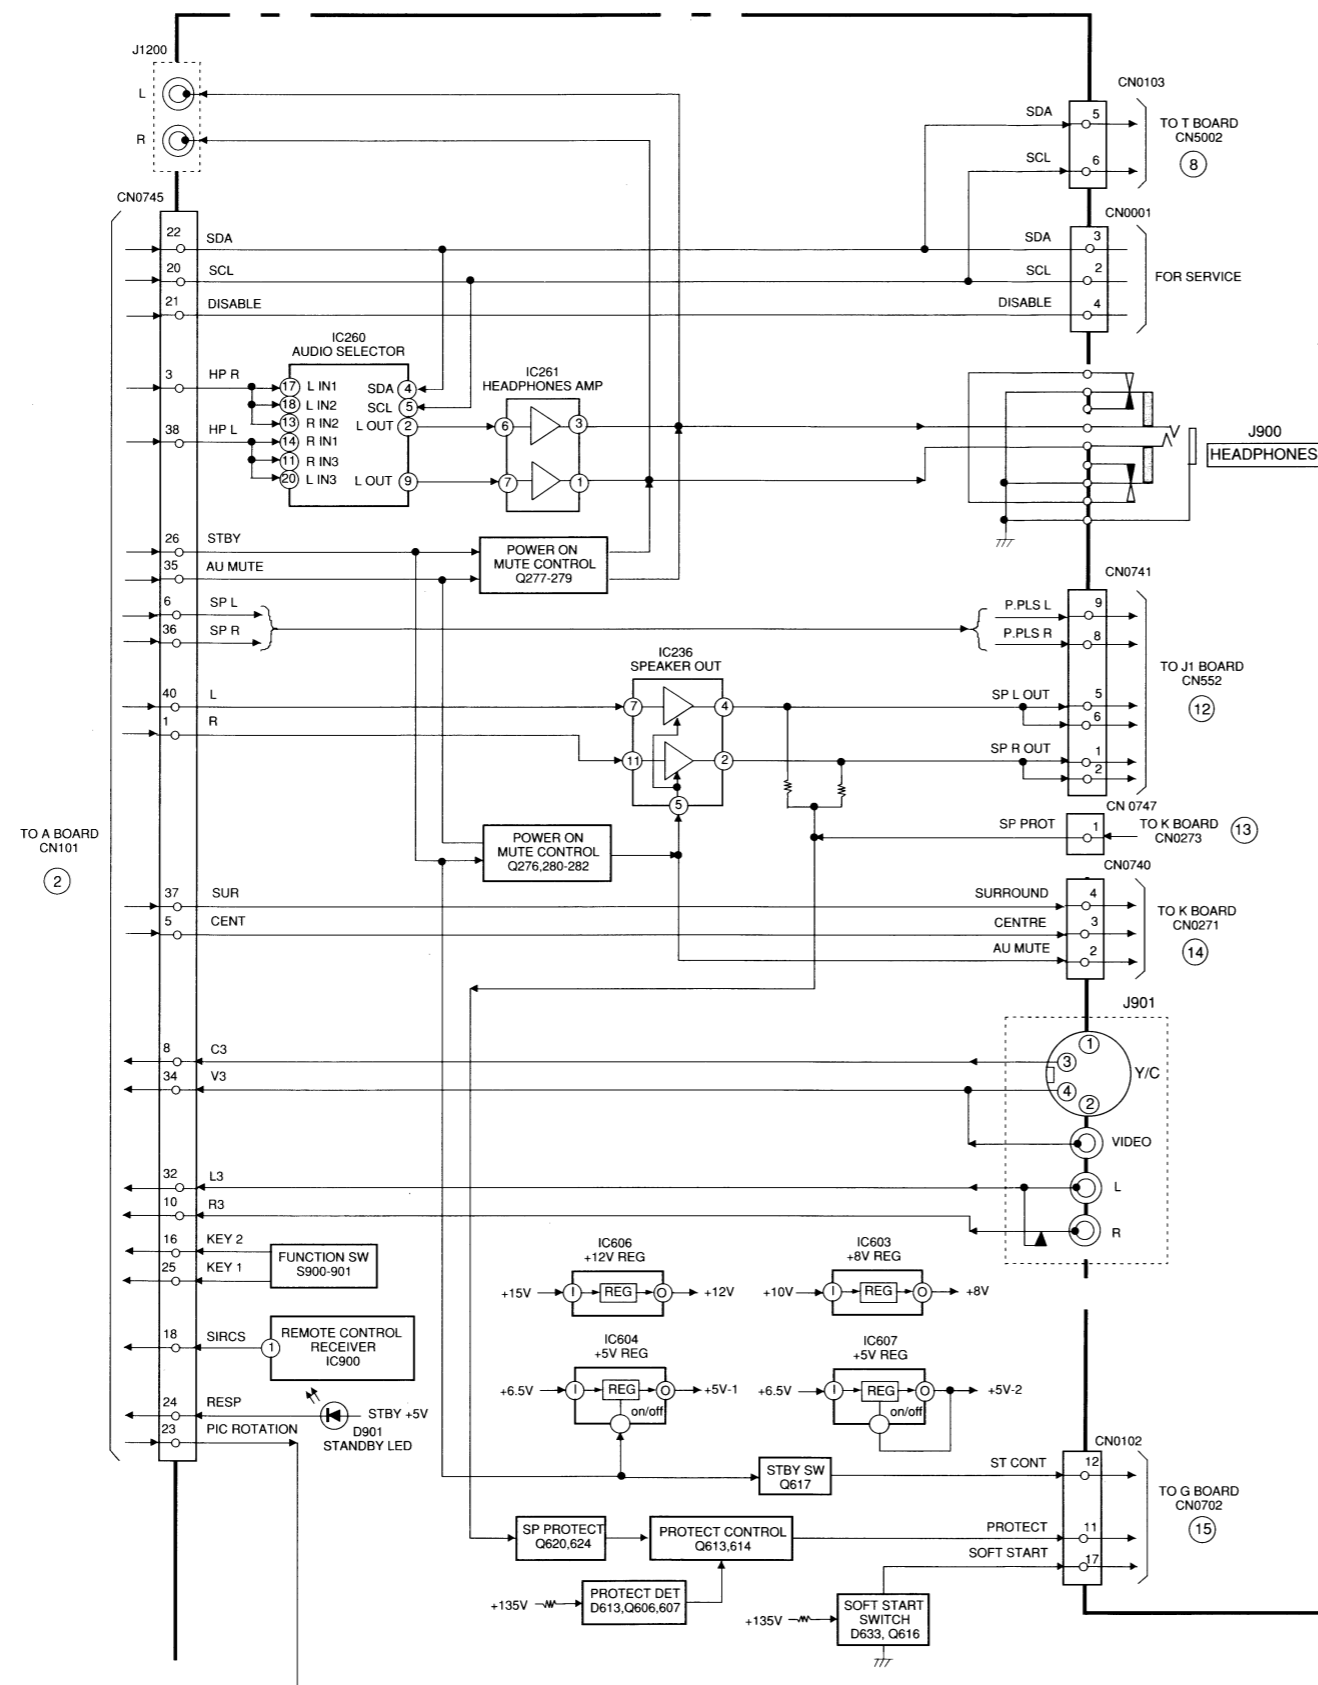 J1200
L
R
CN0103
SDA 5
SCL 6
TO T BOARD
CN5002
8
CN0745
CN0001
22 SDA
SDA 3
20 SCL
SCL 2
21 DISABLE
DISABLE 4
FOR SERVICE
IC260
AUDIO SELECTOR
3 HP R
38 HP L
17 L IN1
18 L IN2
13 R IN2
14 R IN1
11 R IN3
20 L IN3
SDA 4
SCL 5
L OUT 2
L OUT 9
IC261
HEADPHONES AMP
6 3
7 1
J900
HEADPHONES
26 STBY
35 AU MUTE
POWER ON
MUTE CONTROL
Q277-279
6 SP L
36 SP R
CN0741
P.PLS L 9
P.PLS R 8
IC236
SPEAKER OUT
40 L
1 R
7 4
11 2
5
SP L OUT 5
6
SP R OUT 1
2
TO J1 BOARD
CN552
12
CN 0747
SP PROT 1
TO K BOARD
CN0273
13
TO A BOARD
CN101
2
POWER ON
MUTE CONTROL
Q276,280-282
CN0740
37 SUR
SURROUND 4
5 CENT
CENTRE 3
AU MUTE 2
TO K BOARD
CN0271
14
J901
8 C3
34 V3
1
3
4
2
Y/C
VIDEO
32 L3
L
10 R3
R
16 KEY 2
25 KEY 1
FUNCTION SW
S900-901
IC606
+12V REG
+15V I REG O +12V
IC603
+8V REG
+10V I REG O +8V
18 SIRCS
1
REMOTE CONTROL
RECEIVER
IC900
IC604
+5V REG
+6.5V I REG O +5V-1
on/off
IC607
+5V REG
+6.5V I REG O +5V-2
on/off
24 RESP
STBY +5V
D901
STANDBY LED
23 PIC ROTATION
CN0102
STBY SW
Q617
ST CONT 12
SP PROTECT
Q620,624
PROTECT CONTROL
Q613,614
PROTECT 11
SOFT START 17
TO G BOARD
CN0702
15
+135V
PROTECT DET
D613,Q606,607
+135V
SOFT START
SWITCH
D633, Q616